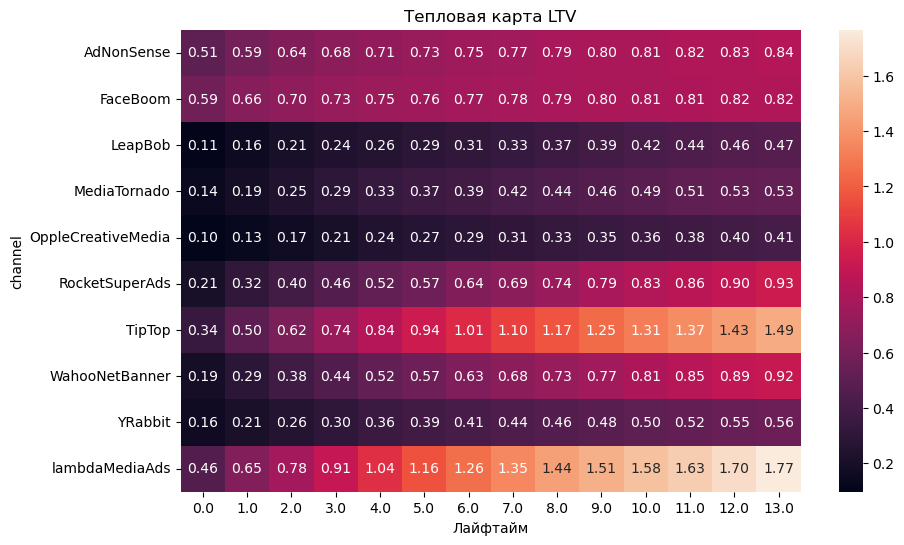 Тепловая карта LTV
channel
AdNonSense 0.51 0.59 0.64 0.68 0.71 0.73 0.75 0.77 0.79 0.80 0.81 0.82 0.83 0.84
FaceBoom 0.59 0.66 0.70 0.73 0.75 0.76 0.77 0.78 0.79 0.80 0.81 0.81 0.82 0.82
LeapBob 0.11 0.16 0.21 0.24 0.26 0.29 0.31 0.33 0.37 0.39 0.42 0.44 0.46 0.47
MediaTornado 0.14 0.19 0.25 0.29 0.33 0.37 0.39 0.42 0.44 0.46 0.49 0.51 0.53 0.53
OppleCreativeMedia 0.10 0.13 0.17 0.21 0.24 0.27 0.29 0.31 0.33 0.35 0.36 0.38 0.40 0.41
RocketSuperAds 0.21 0.32 0.40 0.46 0.52 0.57 0.64 0.69 0.74 0.79 0.83 0.86 0.90 0.93
TipTop 0.34 0.50 0.62 0.74 0.84 0.94 1.01 1.10 1.17 1.25 1.31 1.37 1.43 1.49
WahooNetBanner 0.19 0.29 0.38 0.44 0.52 0.57 0.63 0.68 0.73 0.77 0.81 0.85 0.89 0.92
YRabbit 0.16 0.21 0.26 0.30 0.36 0.39 0.41 0.44 0.46 0.48 0.50 0.52 0.55 0.56
lambdaMediaAds 0.46 0.65 0.78 0.91 1.04 1.16 1.26 1.35 1.44 1.51 1.58 1.63 1.70 1.77
0.0 1.0 2.0 3.0 4.0 5.0 6.0 7.0 8.0 9.0 10.0 11.0 12.0 13.0
Лайфтайм
1.6
1.4
1.2
1.0
0.8
0.6
0.4
0.2